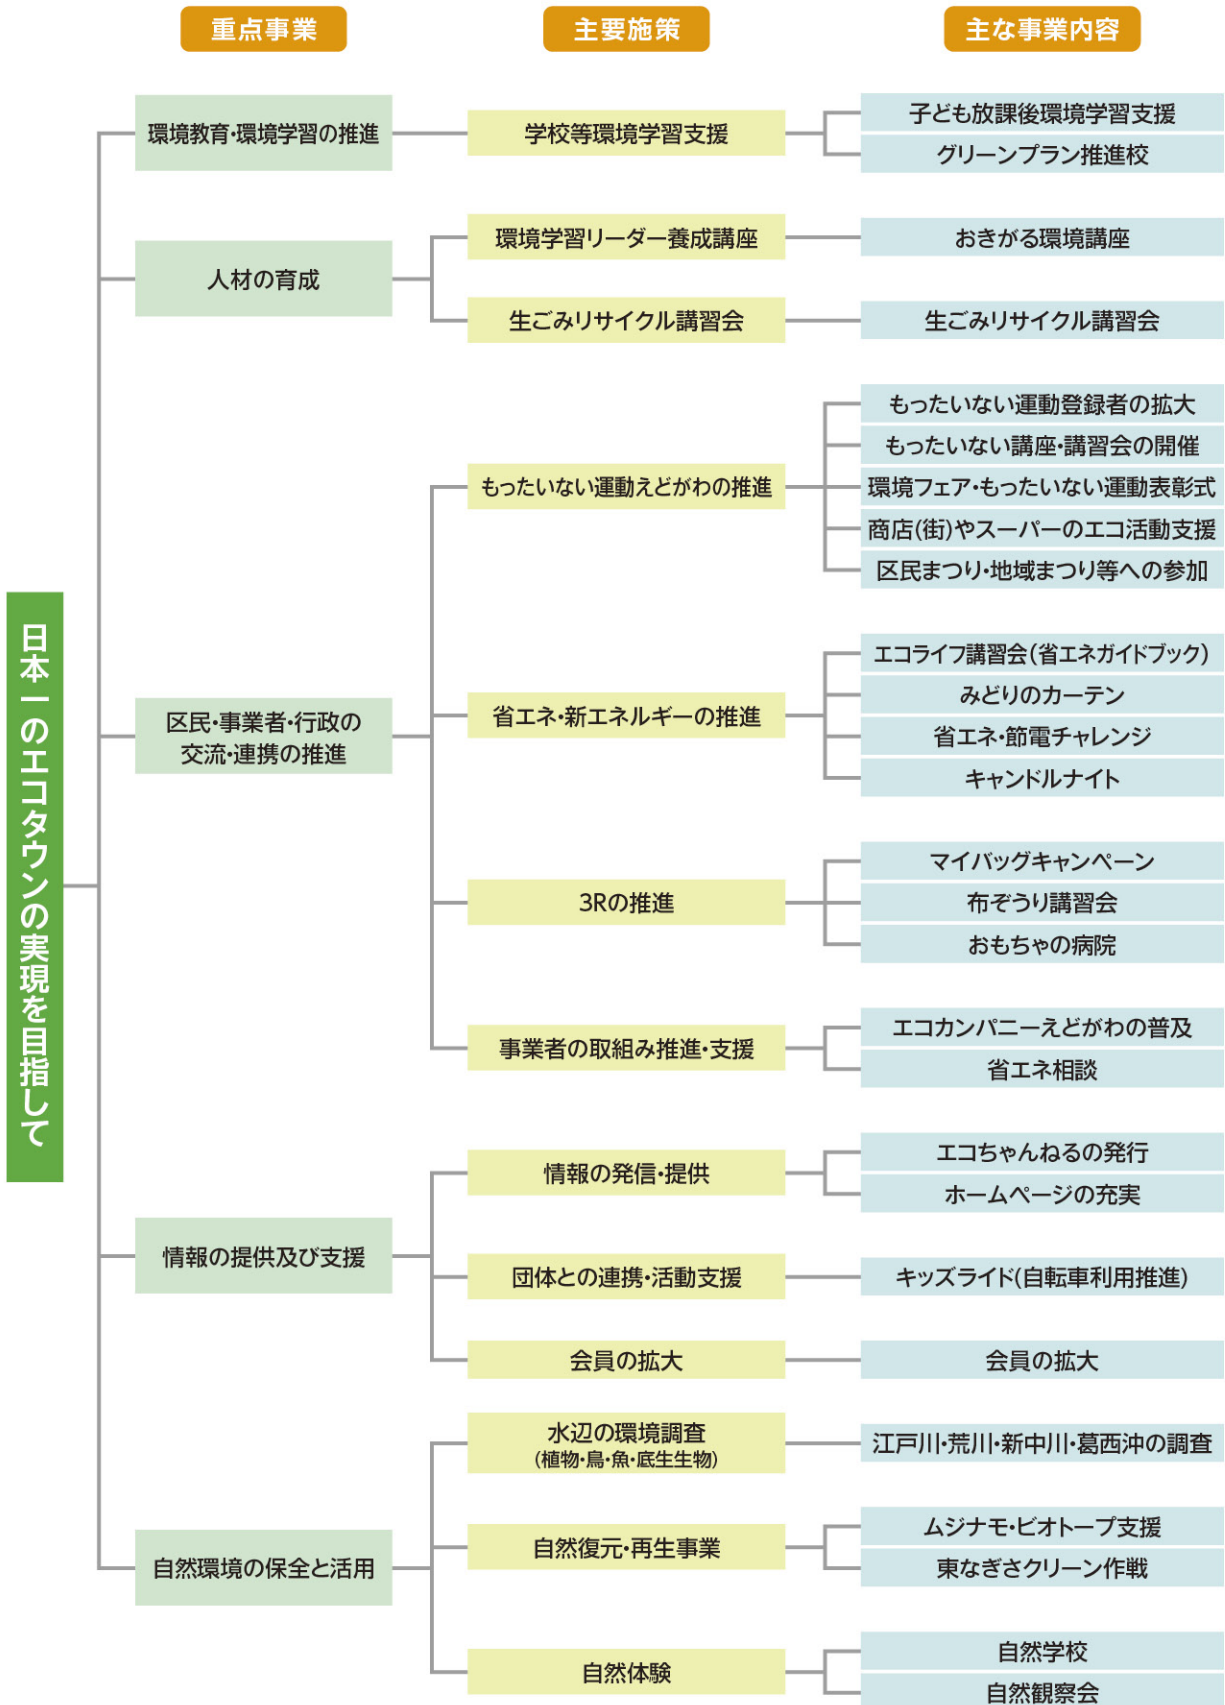 重点事業
主要施策
主な事業内容
日本一のエコタウンの実現を目指して
環境教育・環境学習の推進
学校等環境学習支援
子ども放課後環境学習支援
グリーンプラン推進校
人材の育成
環境学習リーダー養成講座
おきがる環境講座
生ごみリサイクル講習会
生ごみリサイクル講習会
区民・事業者・行政の
交流・連携の推進
もったいない運動えどがわの推進
もったいない運動登録者の拡大
もったいない講座・講習会の開催
環境フェア・もったいない運動表彰式
商店(街)やスーパーのエコ活動支援
区民まつり・地域まつり等への参加
省エネ・新エネルギーの推進
エコライフ講習会(省エネガイドブック)
みどりのカーテン
省エネ・節電チャレンジ
キャンドルナイト
3Rの推進
マイバッグキャンペーン
布ぞうり講習会
おもちゃの病院
事業者の取組み推進・支援
エコカンパニーえどがわの普及
省エネ相談
情報の提供及び支援
情報の発信・提供
エコちゃんねるの発行
ホームページの充実
団体との連携・活動支援
キッズライド(自転車利用推進)
会員の拡大
会員の拡大
自然環境の保全と活用
水辺の環境調査
(植物・鳥・魚・底生生物)
江戸川・荒川・新中川・葛西沖の調査
自然復元・再生事業
ムジナモ・ビオトープ支援
東なぎさクリーン作戦
自然体験
自然学校
自然観察会